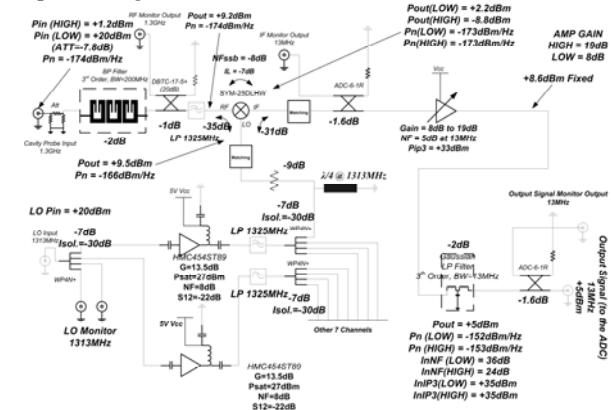 Pin (HIGH) = +1.2dBm
Pin (LOW) = +20dBm
(ATT=-7.8dB)
Pn = -174dBm/Hz
RF Monitor Output
1.3GHz
Pout = +9.2dBm
Pn = -174dBm/Hz
IF Monitor Output
13MHz
Pout(LOW) = +2.2dBm
Pout(HIGH) = -8.8dBm
Pn(LOW) = -173dBm/Hz
Pn(HIGH) = -173dBm/Hz
AMP GAIN
HIGH = 19dB
LOW = 8dB
BP Filter
3rd Order, BW=200MHz
DBTC-17-5+
(20dB)
NFssb = -8dB
IL = -7dB
SYM-25DLHW
RF
IF
LO
ADC-6-1R
Vcc
+8.6dBm Fixed
Att
Cavity Probe Input
1.3GHz
-2dB
-1dB
-35dB
LP 1325MHz
-31dB
Matching
-1.6dB
Gain = 8dB to 19dB
NF = 5dB at 13MHz
Pip3 = +33dBm
Pout = +9.5dBm
Pn = -166dBm/Hz
Matching
-9dB
λ/4 @ 1313MHz
LO Pin = +20dBm
5V Vcc
-7dB
Isol.=-30dB
WP4N+
LO Input
1313MHz
-7dB
Isol.=-30dB
WP4N+
LP 1325MHz
HMC454ST89
G=13.5dB
Psat=27dBm
NF=8dB
S12=-22dB
LP 1325MHz
-7dB
Isol.=-30dB
Other 7 Channels
LO Monitor
1313MHz
5V Vcc
HMC454ST89
G=13.5dB
Psat=27dBm
NF=8dB
S12=-22dB
Output Signal Monitor Output
13MHz
-2dB
Gaussian
LP Filter
3rd Order, BW=13MHz
ADC-6-1R
-1.6dB
Output Signal (to the ADC)
13MHz
+5dBm
Pout = +5dBm
Pn (LOW) = -152dBm/Hz
Pn (HIGH) = -153dBm/Hz
InNF (LOW) = 36dB
InNF(HIGH) = 24dB
InIP3(LOW) = +35dBm
InIP3(HIGH) = +35dBm